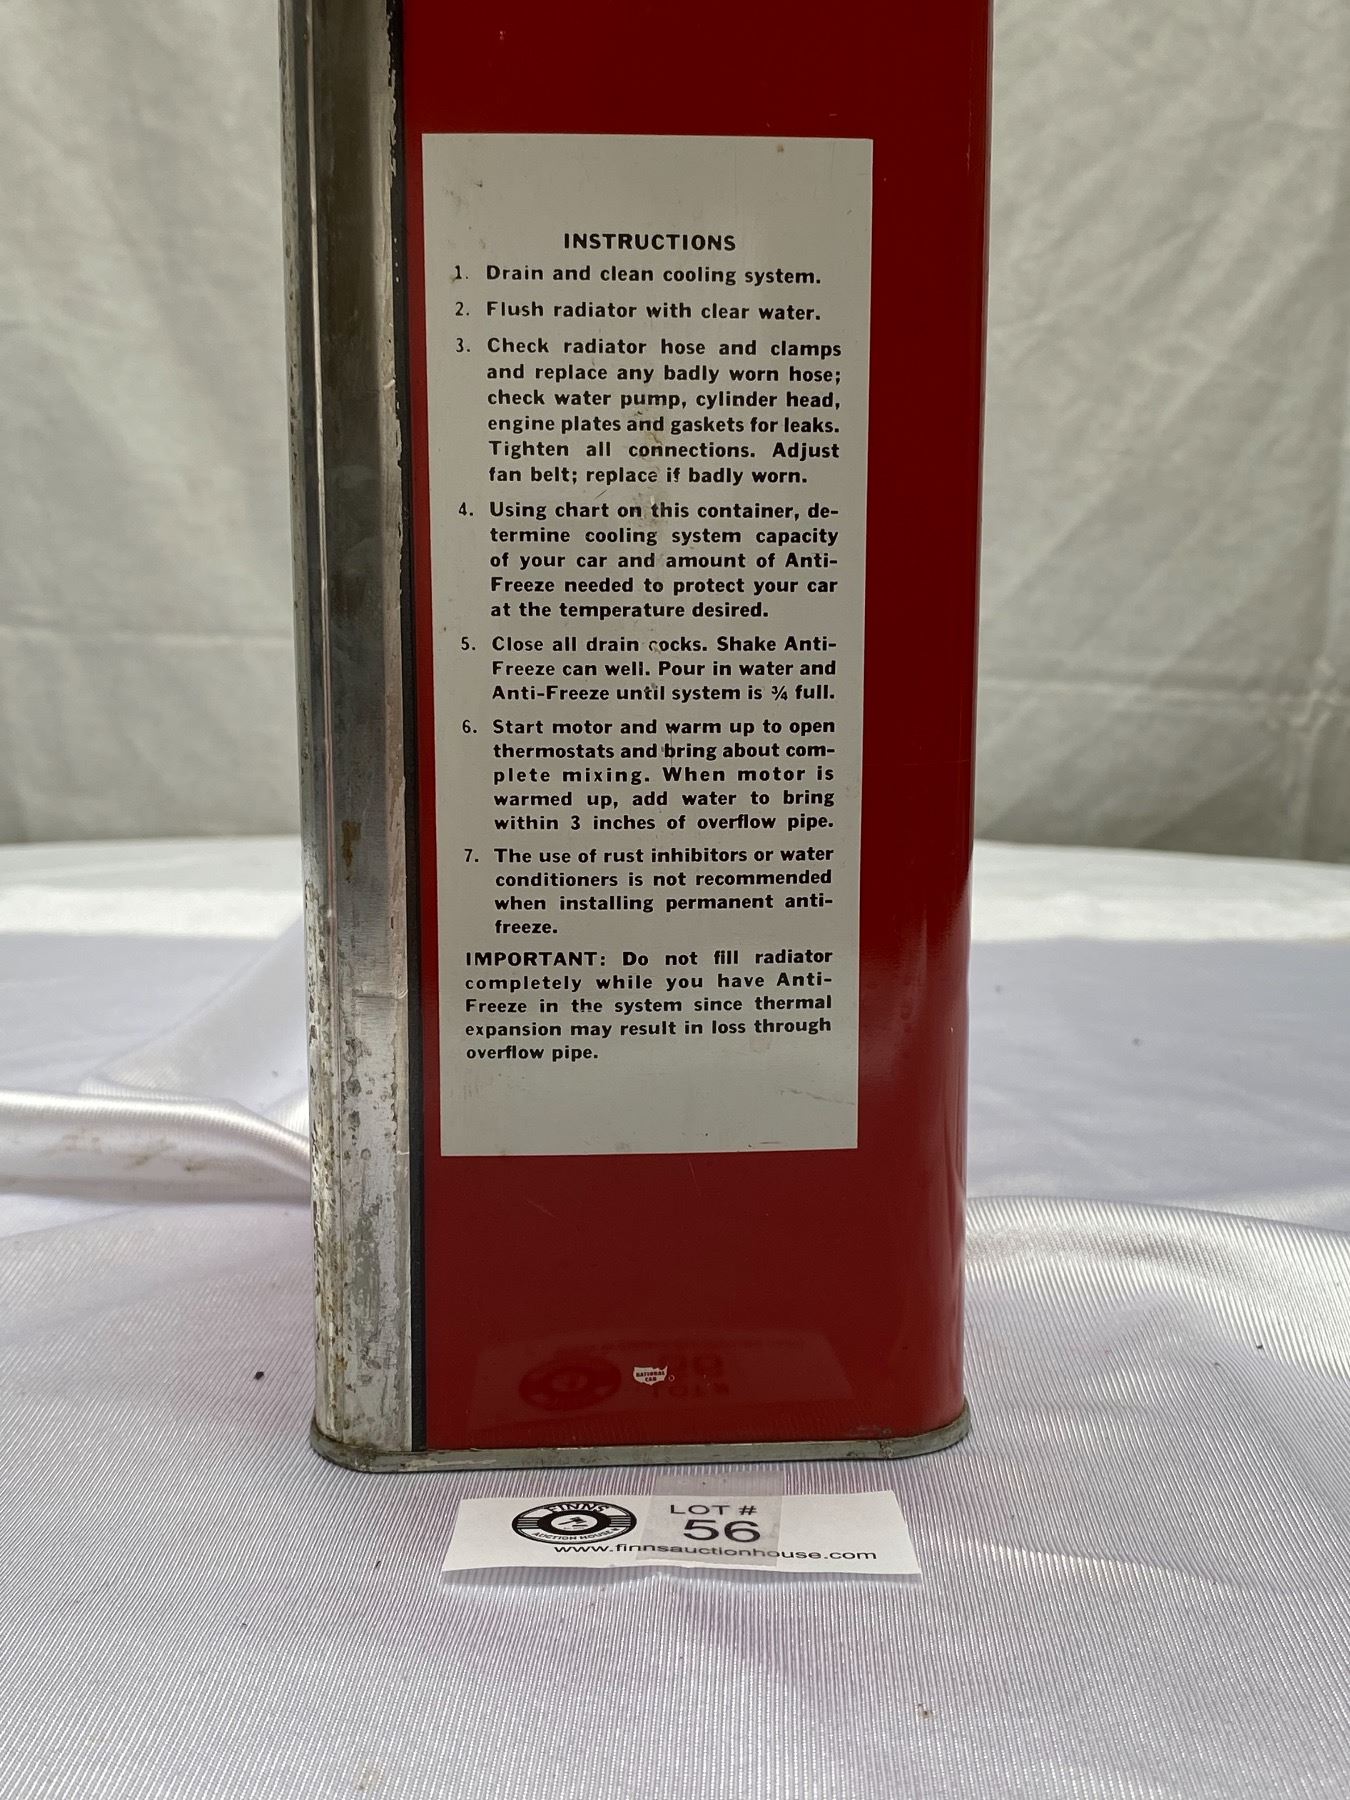 INSTRUCTIONS
1. Drain and clean cooling system.
2. Flush radiator with clear water.
3. Check radiator hose and clamps
and replace any badly worn hose;
check water pump, cylinder head,
engine plates and gaskets for leaks.
Tighten all connections. Adjust
fan belt; replace if badly worn.
4. Using chart on this container, de-
termine cooling system capacity
of your car and amount of Anti-
Freeze needed to protect your car
at the temperature desired.
5. Close all drain cocks. Shake Anti-
Freeze can well. Pour in water and
Anti-Freeze until system is ¾ full.
6. Start motor and warm up to open
thermostats and bring about com-
plete mixing. When motor is
warmed up, add water to bring
within 3 inches of overflow pipe.
7. The use of rust inhibitors or water
conditioners is not recommended
when installing permanent anti-
freeze.
IMPORTANT: Do not fill radiator
completely while you have Anti-
Freeze in the system since thermal
expansion may result in loss through
overflow pipe.
NATIONAL
CAN
FINNS
AUCTION HOUSE
LOT #
56
www.finnsauctionhouse.com